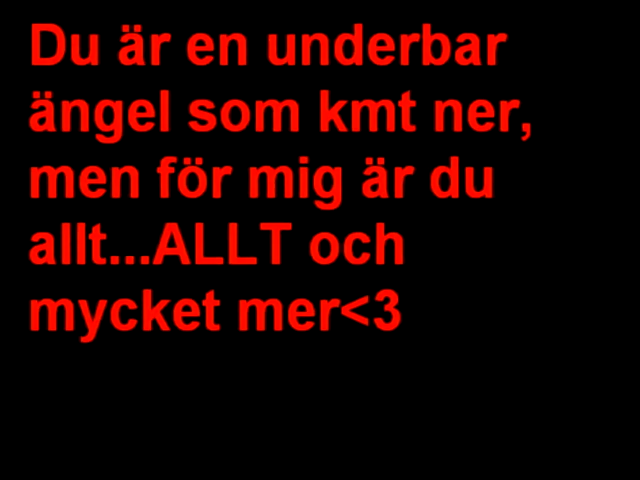 Du är en underbar
ängel som kmt ner,
men för mig är du
allt...ALLT och
mycket mer<3